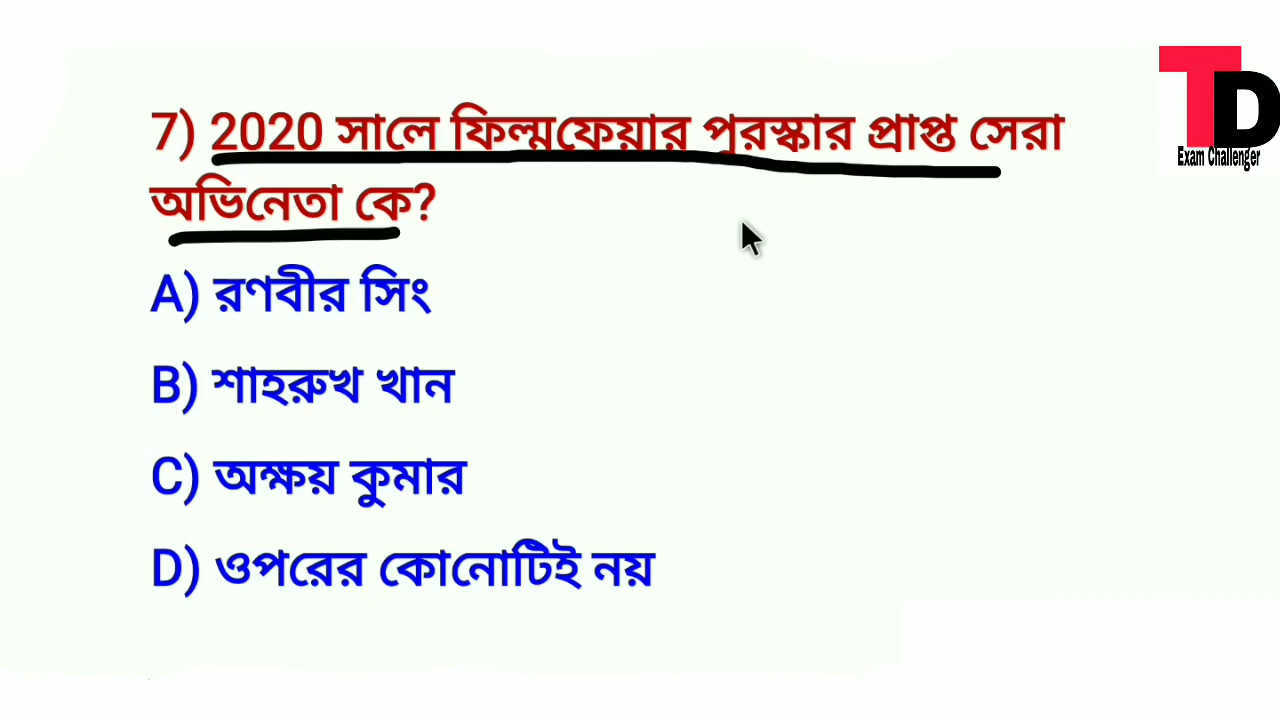 7) 2020 সালে ফিল্মফেয়ার পুরস্কার প্রাপ্ত সেরা
অভিনেতা কে?
A) রণবীর সিং
B) শাহরুখ খান
C) অক্ষয় কুমার
D) ওপরের কোনোটিই নয়
TD
Exam Challenger